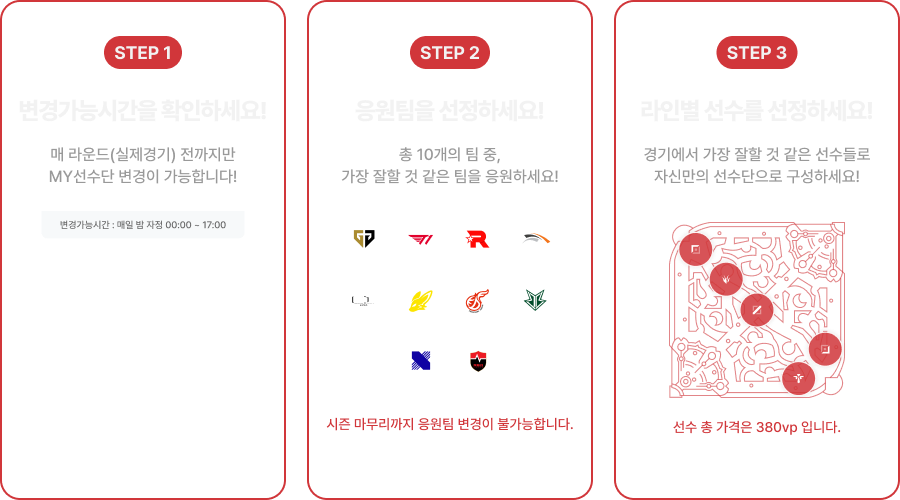 STEP 1
변경가능시간을 확인하세요!
매 라운드(실제경기) 전까지만
MY선수단 변경이 가능합니다!
변경가능시간 : 매일 밤 자정 00:00 ~ 17:00
STEP 2
응원팀을 선정하세요!
총 10개의 팀 중,
가장 잘할 것 같은 팀을 응원하세요!
시즌 마무리까지 응원팀 변경이 불가능합니다.
STEP 3
라인별 선수를 선정하세요!
경기에서 가장 잘할 것 같은 선수들로
자신만의 선수단으로 구성하세요!
선수 총 가격은 380vp 입니다.